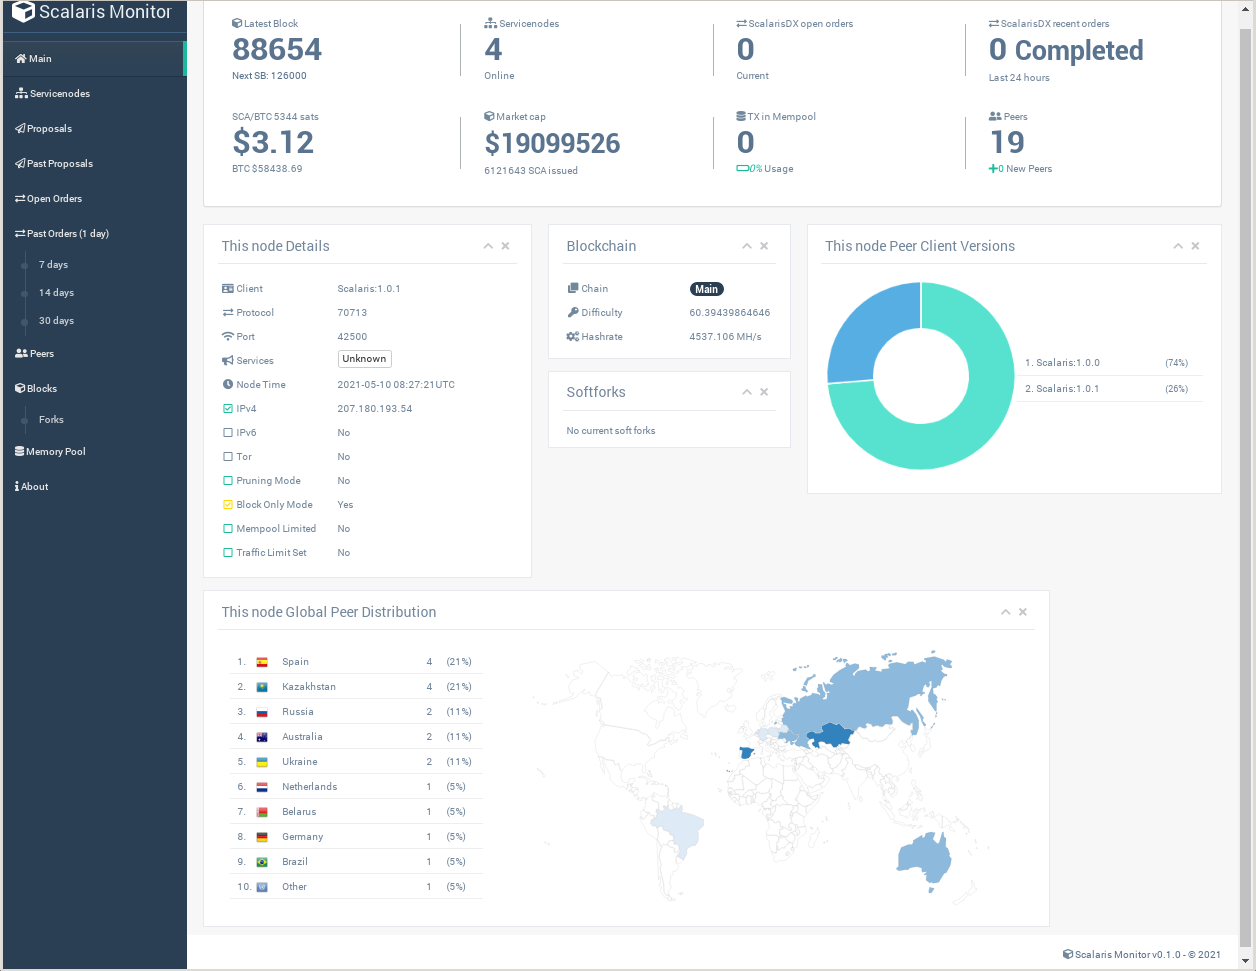 Scalaris Monitor
Main
Servicenodes
Proposals
Past Proposals
Open Orders
Past Orders (1 day)
7 days
14 days
30 days
Peers
Blocks
Forks
Memory Pool
About
Latest Block
88654
Next SB: 126000
Servicenodes
4
Online
ScalarisDX open orders
0
Current
ScalarisDX recent orders
0 Completed
Last 24 hours
SCA/BTC 5344 sats
$3.12
BTC $58438.69
Market cap
$19099526
6121643 SCA issued
TX in Mempool
0
0% Usage
Peers
19
+0 New Peers
This node Details
Client Scalaris:1.0.1
Protocol 70713
Port 42500
Services Unknown
Node Time 2021-05-10 08:27:21UTC
IPv4 207.180.193.54
IPv6 No
Tor No
Pruning Mode No
Block Only Mode Yes
Mempool Limited No
Traffic Limit Set No
Blockchain
Chain Main
Difficulty 60.39439864646
Hashrate 4537.106 MH/s
Softforks
No current soft forks
This node Peer Client Versions
1. Scalaris:1.0.0 (74%)
2. Scalaris:1.0.1 (26%)
This node Global Peer Distribution
1. Spain 4 (21%)
2. Kazakhstan 4 (21%)
3. Russia 2 (11%)
4. Australia 2 (11%)
5. Ukraine 2 (11%)
6. Netherlands 1 (5%)
7. Belarus 1 (5%)
8. Germany 1 (5%)
9. Brazil 1 (5%)
10. Other 1 (5%)
Scalaris Monitor v0.1.0 - © 2021